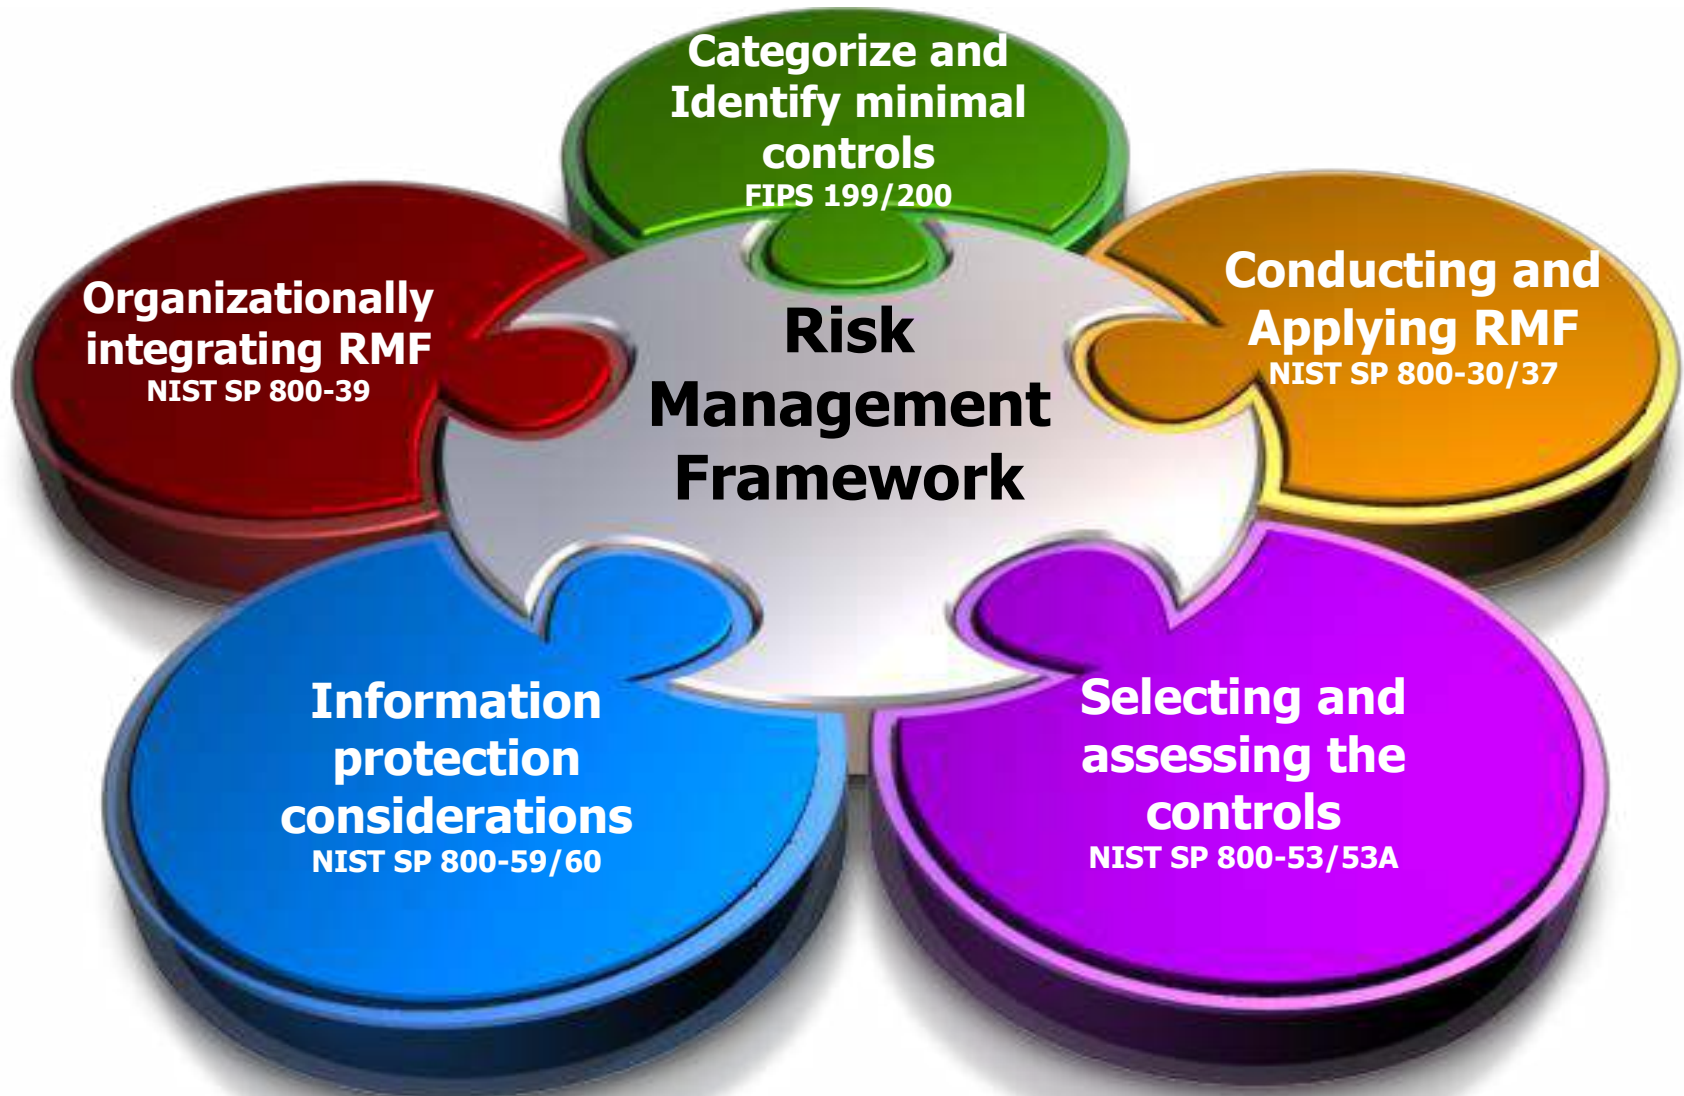 Categorize and
Identify minimal
controls
FIPS 199/200
Organizationally
integrating RMF
NIST SP 800-39
Risk
Management
Framework
Conducting and
Applying RMF
NIST SP 800-30/37
Information
protection
considerations
NIST SP 800-59/60
Selecting and
assessing the
controls
NIST SP 800-53/53A